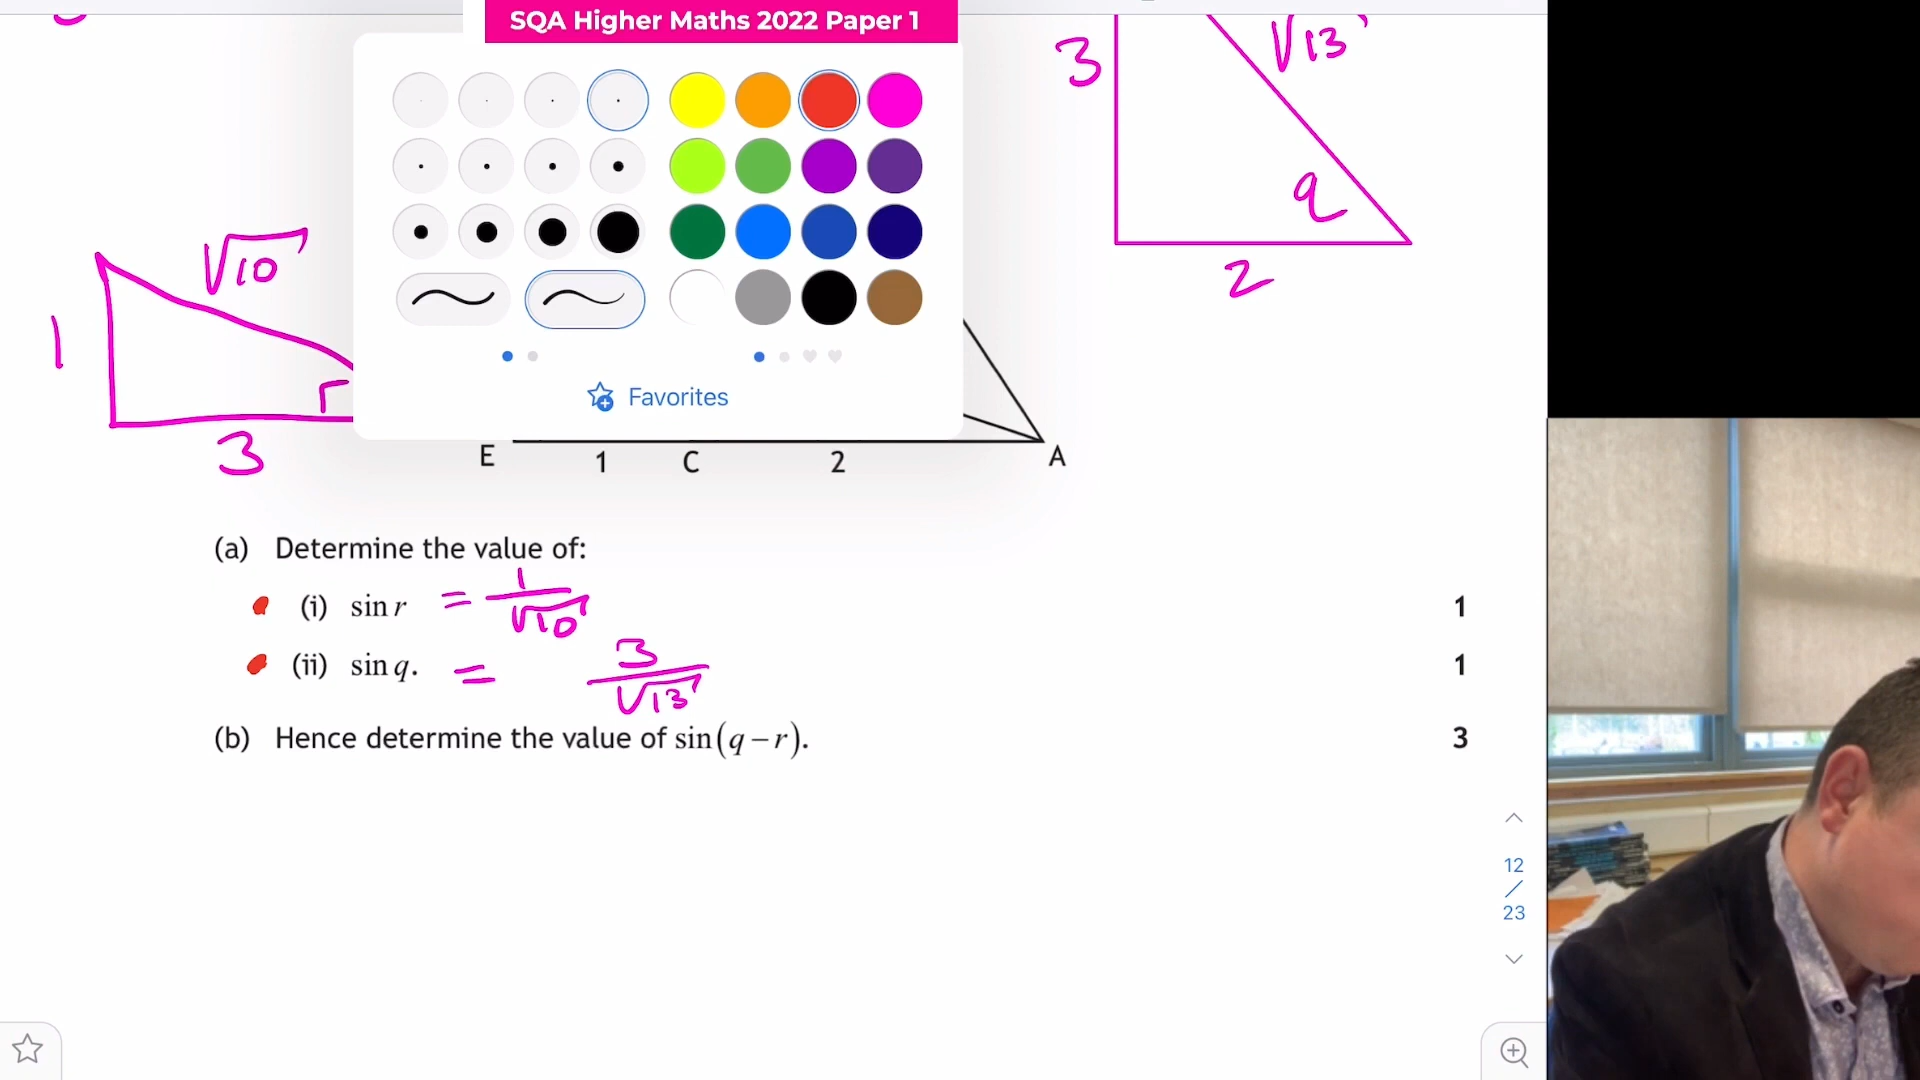 SQA Higher Maths 2022 Paper 1
3
√13
q
2
√10
1
r
3
Favorites
E 1 C 2 A
(a) Determine the value of:
(i) sin r = 1/√10 1
(ii) sin q. = 3/√13 1
(b) Hence determine the value of sin(q − r). 3
12
/
23